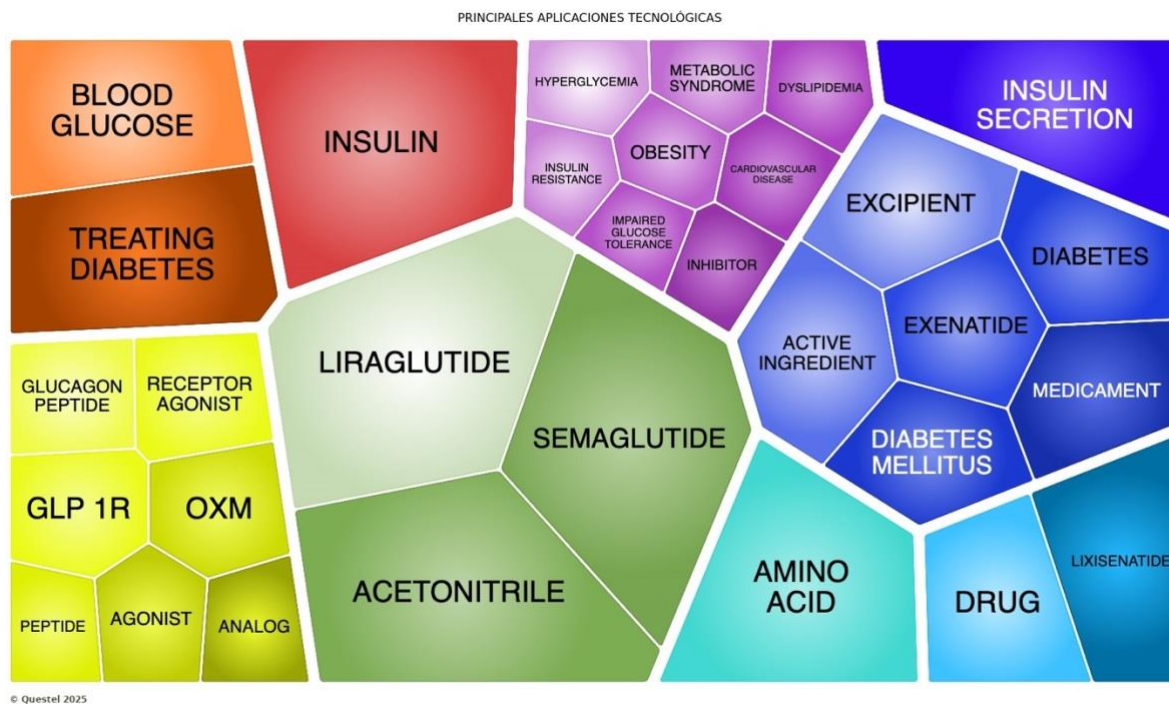 PRINCIPALES APLICACIONES TECNOLÓGICAS
BLOOD
GLUCOSE
TREATING
DIABETES
INSULIN
HYPERGLYCEMIA
METABOLIC
SYNDROME
DYSLIPIDEMIA
INSULIN
RESISTANCE
OBESITY
CARDIOVASCULAR
DISEASE
IMPAIRED
GLUCOSE
TOLERANCE
INHIBITOR
INSULIN
SECRETION
EXCIPIENT
DIABETES
ACTIVE
INGREDIENT
EXENATIDE
MEDICAMENT
DIABETES
MELLITUS
GLUCAGON
PEPTIDE
RECEPTOR
AGONIST
GLP 1R
OXM
PEPTIDE
AGONIST
ANALOG
LIRAGLUTIDE
SEMAGLUTIDE
ACETONITRILE
AMINO
ACID
DRUG
LIXISENATIDE
© Questel 2025